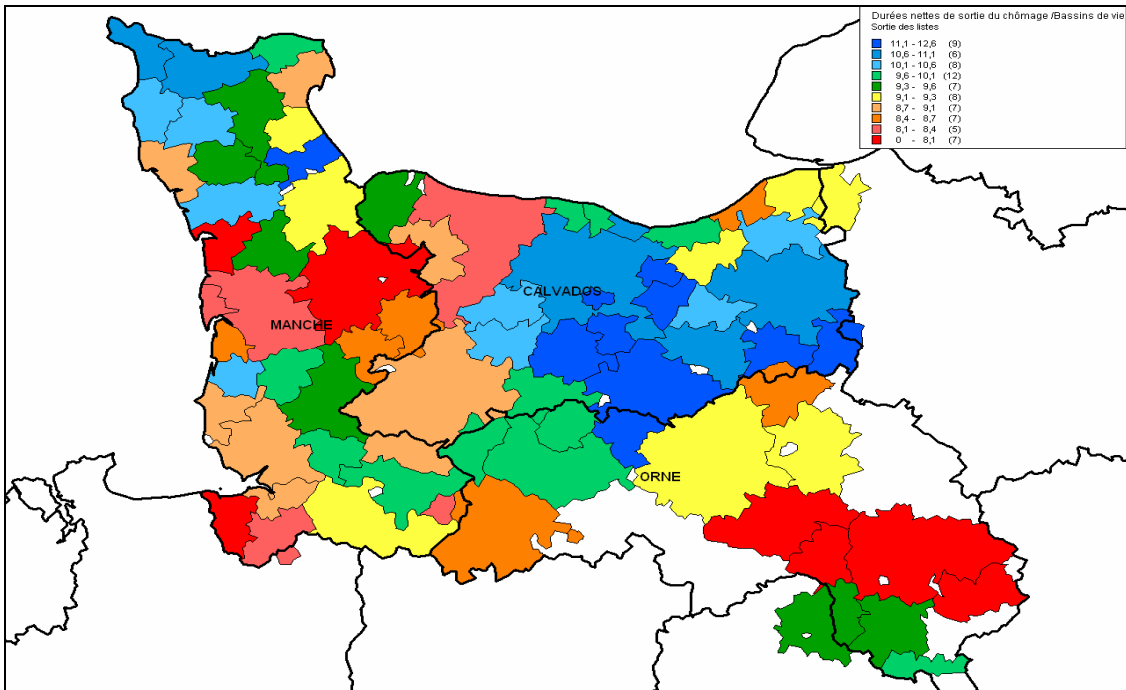 Durées nettes de sortie du chômage /Bassins de vie
Sortie des listes
11,1 - 12,6 (9)
10,6 - 11,1 (6)
10,1 - 10,6 (8)
9,6 - 10,1 (12)
9,3 - 9,6 (7)
9,1 - 9,3 (8)
8,7 - 9,1 (7)
8,4 - 8,7 (7)
8,1 - 8,4 (5)
0 - 8,1 (7)
CALVADOS
MANCHE
ORNE